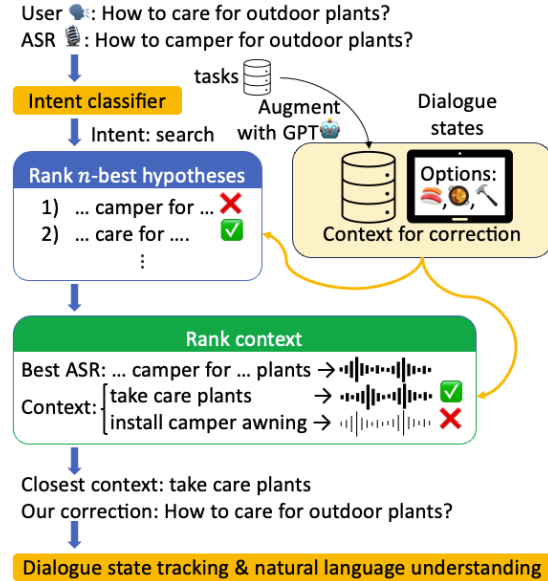 User 🗣: How to care for outdoor plants?
ASR 🎙: How to camper for outdoor plants?
tasks
Intent classifier
Augment
with GPT🤖
Dialogue
states
Intent: search
Rank n-best hypotheses
1) ... camper for ... ❌
2) ... care for .... ✅
⋮
Options:
🍣,🥘,🔨
Context for correction
Rank context
Best ASR: ... camper for ... plants →
Context: take care plants → ✅
install camper awning → ❌
Closest context: take care plants
Our correction: How to care for outdoor plants?
Dialogue state tracking & natural language understanding